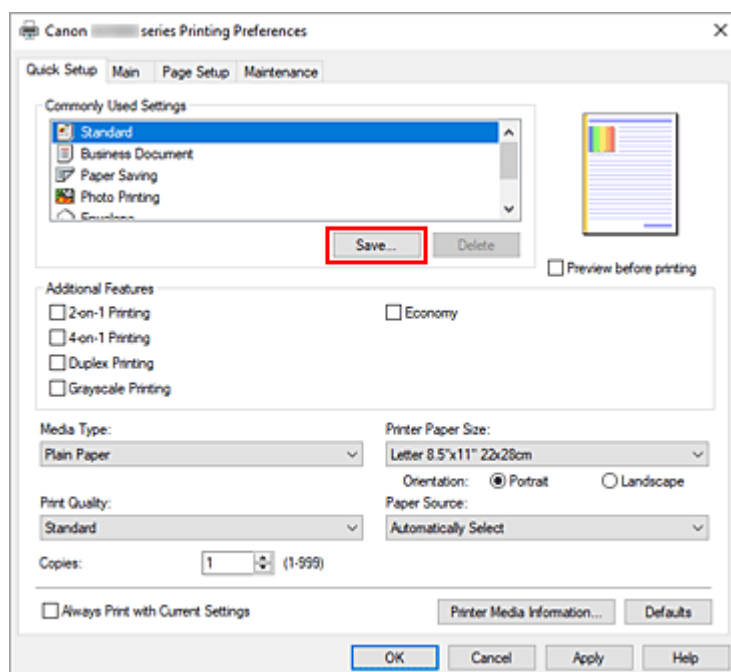 Canon series Printing Preferences
Quick Setup Main Page Setup Maintenance
Commonly Used Settings
Standard
Business Document
Paper Saving
Photo Printing
Envelope
Save... Delete
Preview before printing
Additional Features
2-on-1 Printing Economy
4-on-1 Printing
Duplex Printing
Grayscale Printing
Media Type: Printer Paper Size:
Plain Paper Letter 8.5"x11" 22x28cm
Orientation: Portrait Landscape
Print Quality: Paper Source:
Standard Automatically Select
Copies: 1 (1-999)
Always Print with Current Settings Printer Media Information... Defaults
OK Cancel Apply Help